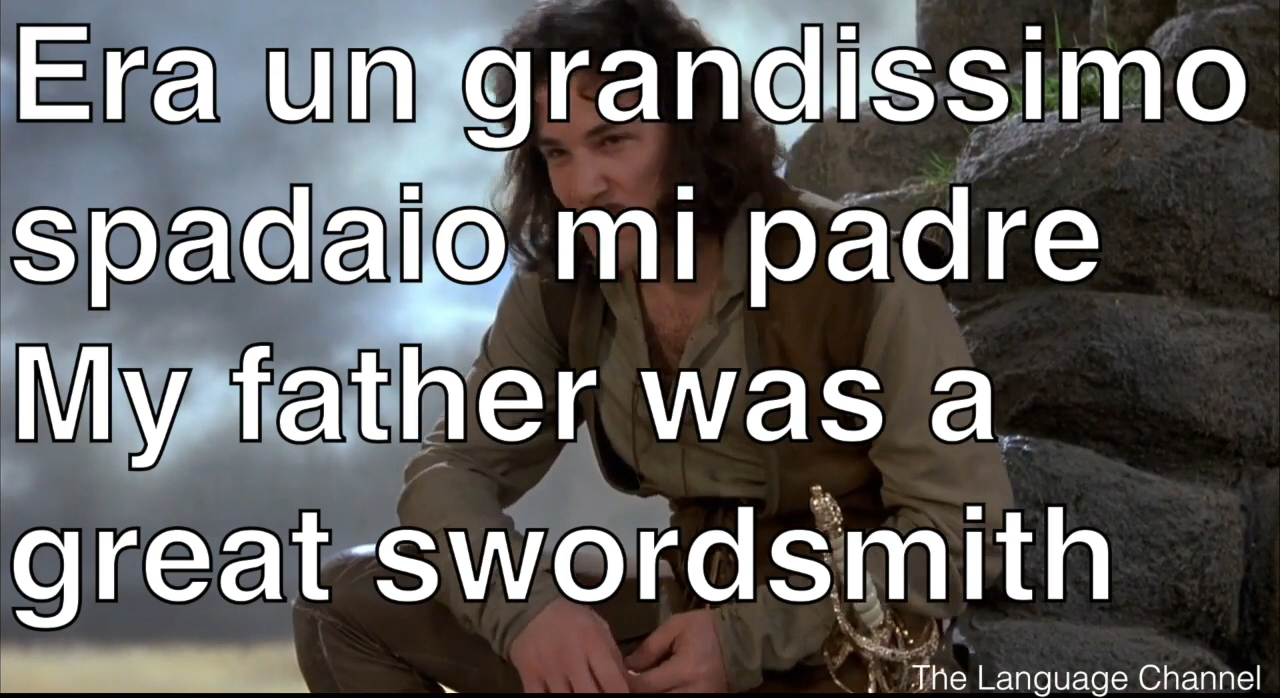 Era un grandissimo
spadaio mi padre
My father was a
great swordsmith
The Language Channel